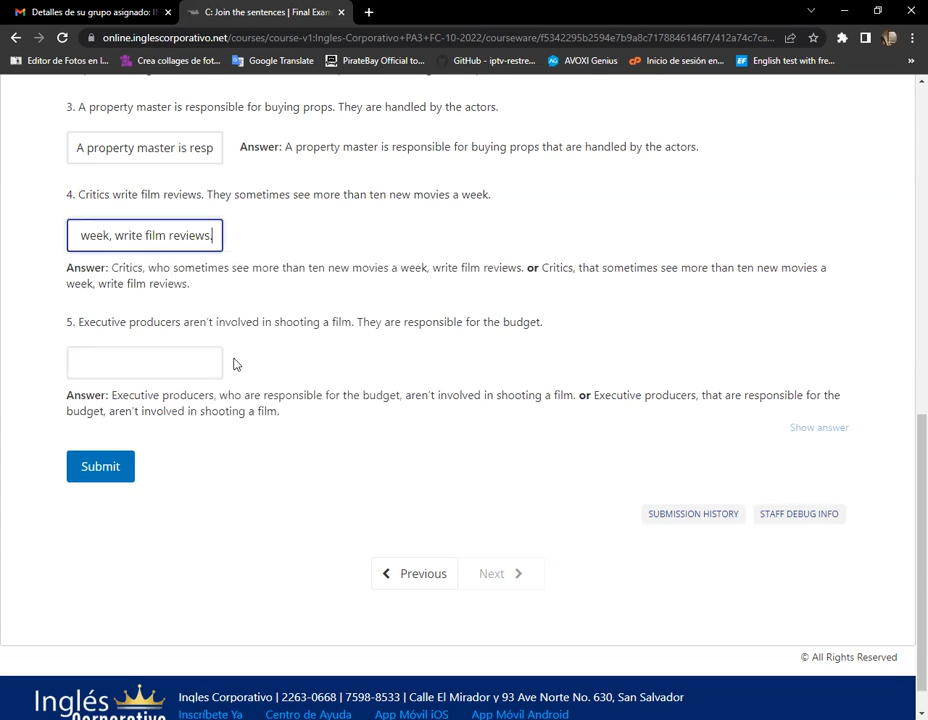 Detalles de su grupo asignado: IN
C: Join the sentences | Final Exam
online.inglescorporativo.net/courses/course-v1:Ingles-Corporativo+PA3+FC-10-2022/courseware/f5342295b2594e7b9a8c7178846146f7/412a74c7ca...
Editor de Fotos en lí... Crea collages de fot... Google Translate PirateBay Official to... GitHub - iptv-restre... AVOXI Genius Inicio de sesión en... English test with fre... »
3. A property master is responsible for buying props. They are handled by the actors.
A property master is resp Answer: A property master is responsible for buying props that are handled by the actors.
4. Critics write film reviews. They sometimes see more than ten new movies a week.
week, write film reviews.
Answer: Critics, who sometimes see more than ten new movies a week, write film reviews. or Critics, that sometimes see more than ten new movies a
week, write film reviews.
5. Executive producers aren't involved in shooting a film. They are responsible for the budget.
Answer: Executive producers, who are responsible for the budget, aren't involved in shooting a film. or Executive producers, that are responsible for the
budget, aren't involved in shooting a film.
Show answer
Submit
SUBMISSION HISTORY STAFF DEBUG INFO
Previous Next
© All Rights Reserved
Inglés Corporativo
Ingles Corporativo | 2263-0668 | 7598-8533 | Calle El Mirador y 93 Ave Norte No. 630, San Salvador
Inscríbete Ya Centro de Ayuda App Móvil iOS App Móvil Android